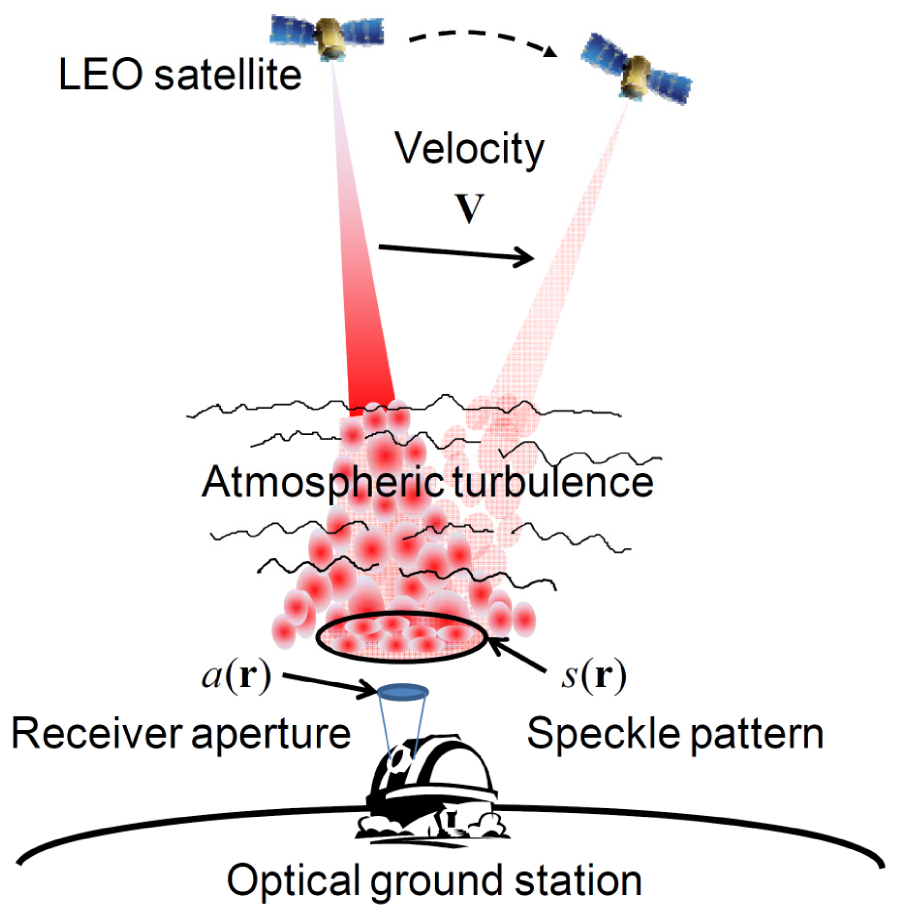 LEO satellite
Velocity
V
Atmospheric turbulence
a(r)
s(r)
Receiver aperture
Speckle pattern
Optical ground station